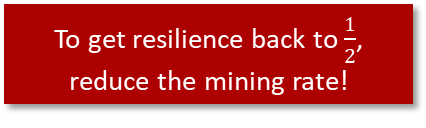 To get resilience back to 1/2,
reduce the mining rate!